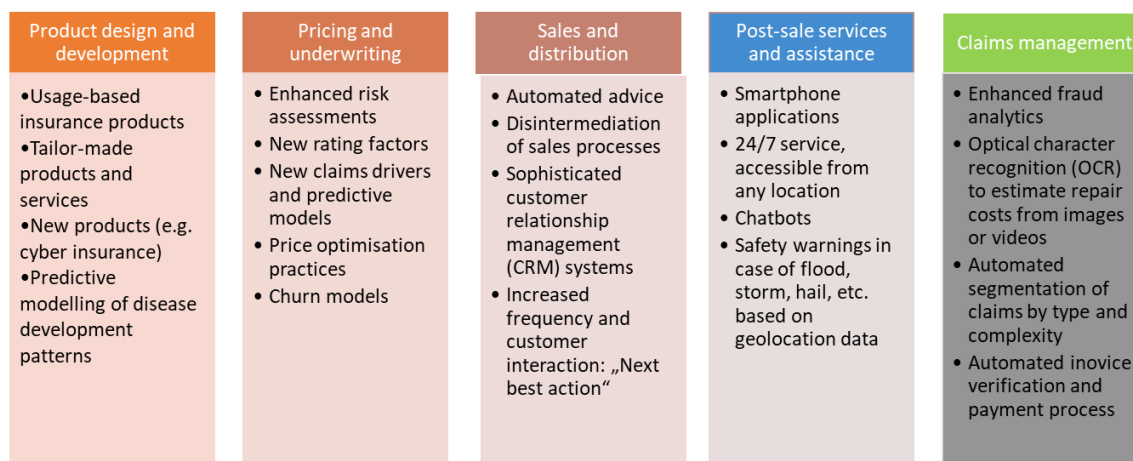 Product design and
development
•Usage-based
insurance products
•Tailor-made
products and
services
•New products (e.g.
cyber insurance)
•Predictive
modelling of disease
development
patterns
Pricing and
underwriting
• Enhanced risk
assessments
• New rating factors
• New claims drivers
and predictive
models
• Price optimisation
practices
• Churn models
Sales and
distribution
• Automated advice
• Disintermediation
of sales processes
• Sophisticated
customer
relationship
management
(CRM) systems
• Increased
frequency and
customer
interaction: „Next
best action“
Post-sale services
and assistance
• Smartphone
applications
• 24/7 service,
accessible from
any location
• Chatbots
• Safety warnings in
case of flood,
storm, hail, etc.
based on
geolocation data
Claims management
• Enhanced fraud
analytics
• Optical character
recognition (OCR)
to estimate repair
costs from images
or videos
• Automated
segmentation of
claims by type and
complexity
• Automated inovice
verification and
payment process